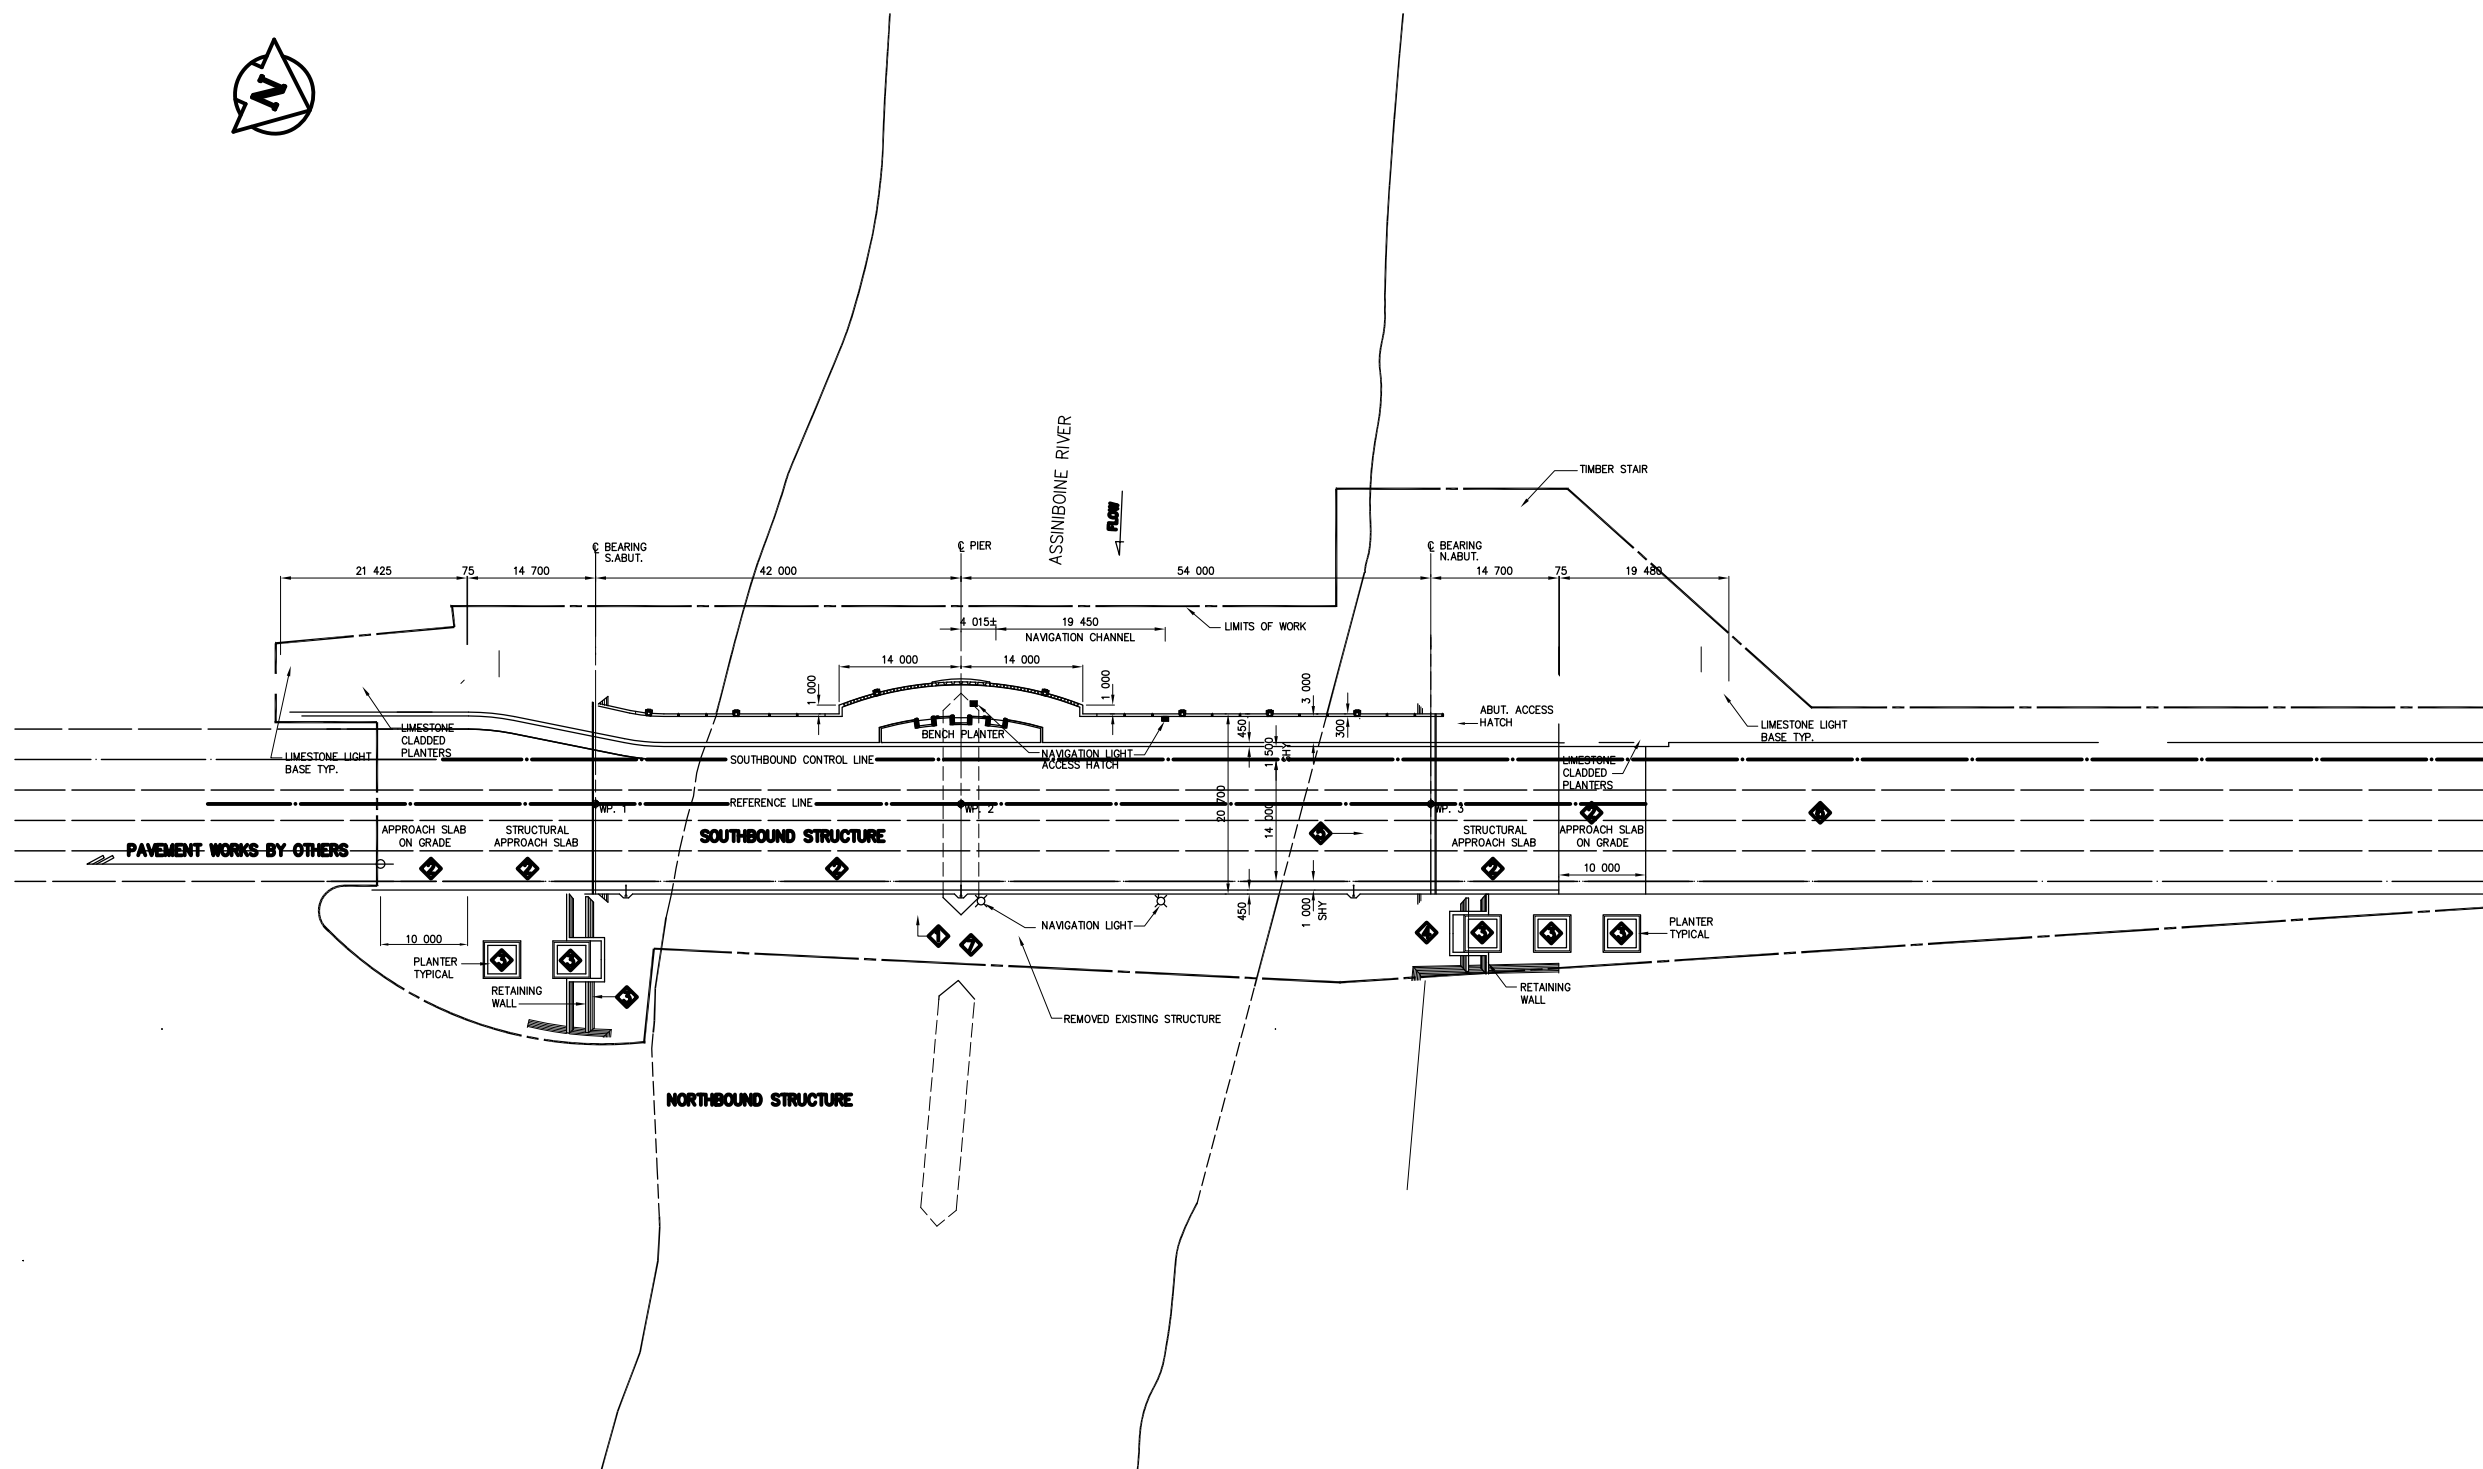 N
ASSINIBOINE RIVER
FLOW
TIMBER STAIR
℄ BEARING
S.ABUT.
℄ PIER
℄ BEARING
N.ABUT.
21 425
75
14 700
42 000
54 000
14 700
75
19 480
4 015±
19 450
NAVIGATION CHANNEL
LIMITS OF WORK
14 000
14 000
1 000
1 000
3 000
450
300
1 500
SHY
20 700
14 000
450
1 000
SHY
ABUT. ACCESS
HATCH
LIMESTONE
CLADDED
PLANTERS
LIMESTONE LIGHT
BASE TYP.
BENCH PLANTER
NAVIGATION LIGHT
ACCESS HATCH
LIMESTONE LIGHT
BASE TYP.
LIMESTONE
CLADDED
PLANTERS
SOUTHBOUND CONTROL LINE
REFERENCE LINE
WP. 1
WP. 2
WP. 3
APPROACH SLAB
ON GRADE
STRUCTURAL
APPROACH SLAB
SOUTHBOUND STRUCTURE
STRUCTURAL
APPROACH SLAB
APPROACH SLAB
ON GRADE
PAVEMENT WORKS BY OTHERS
10 000
10 000
NAVIGATION LIGHT
PLANTER
TYPICAL
PLANTER
TYPICAL
RETAINING
WALL
RETAINING
WALL
REMOVED EXISTING STRUCTURE
NORTHBOUND STRUCTURE